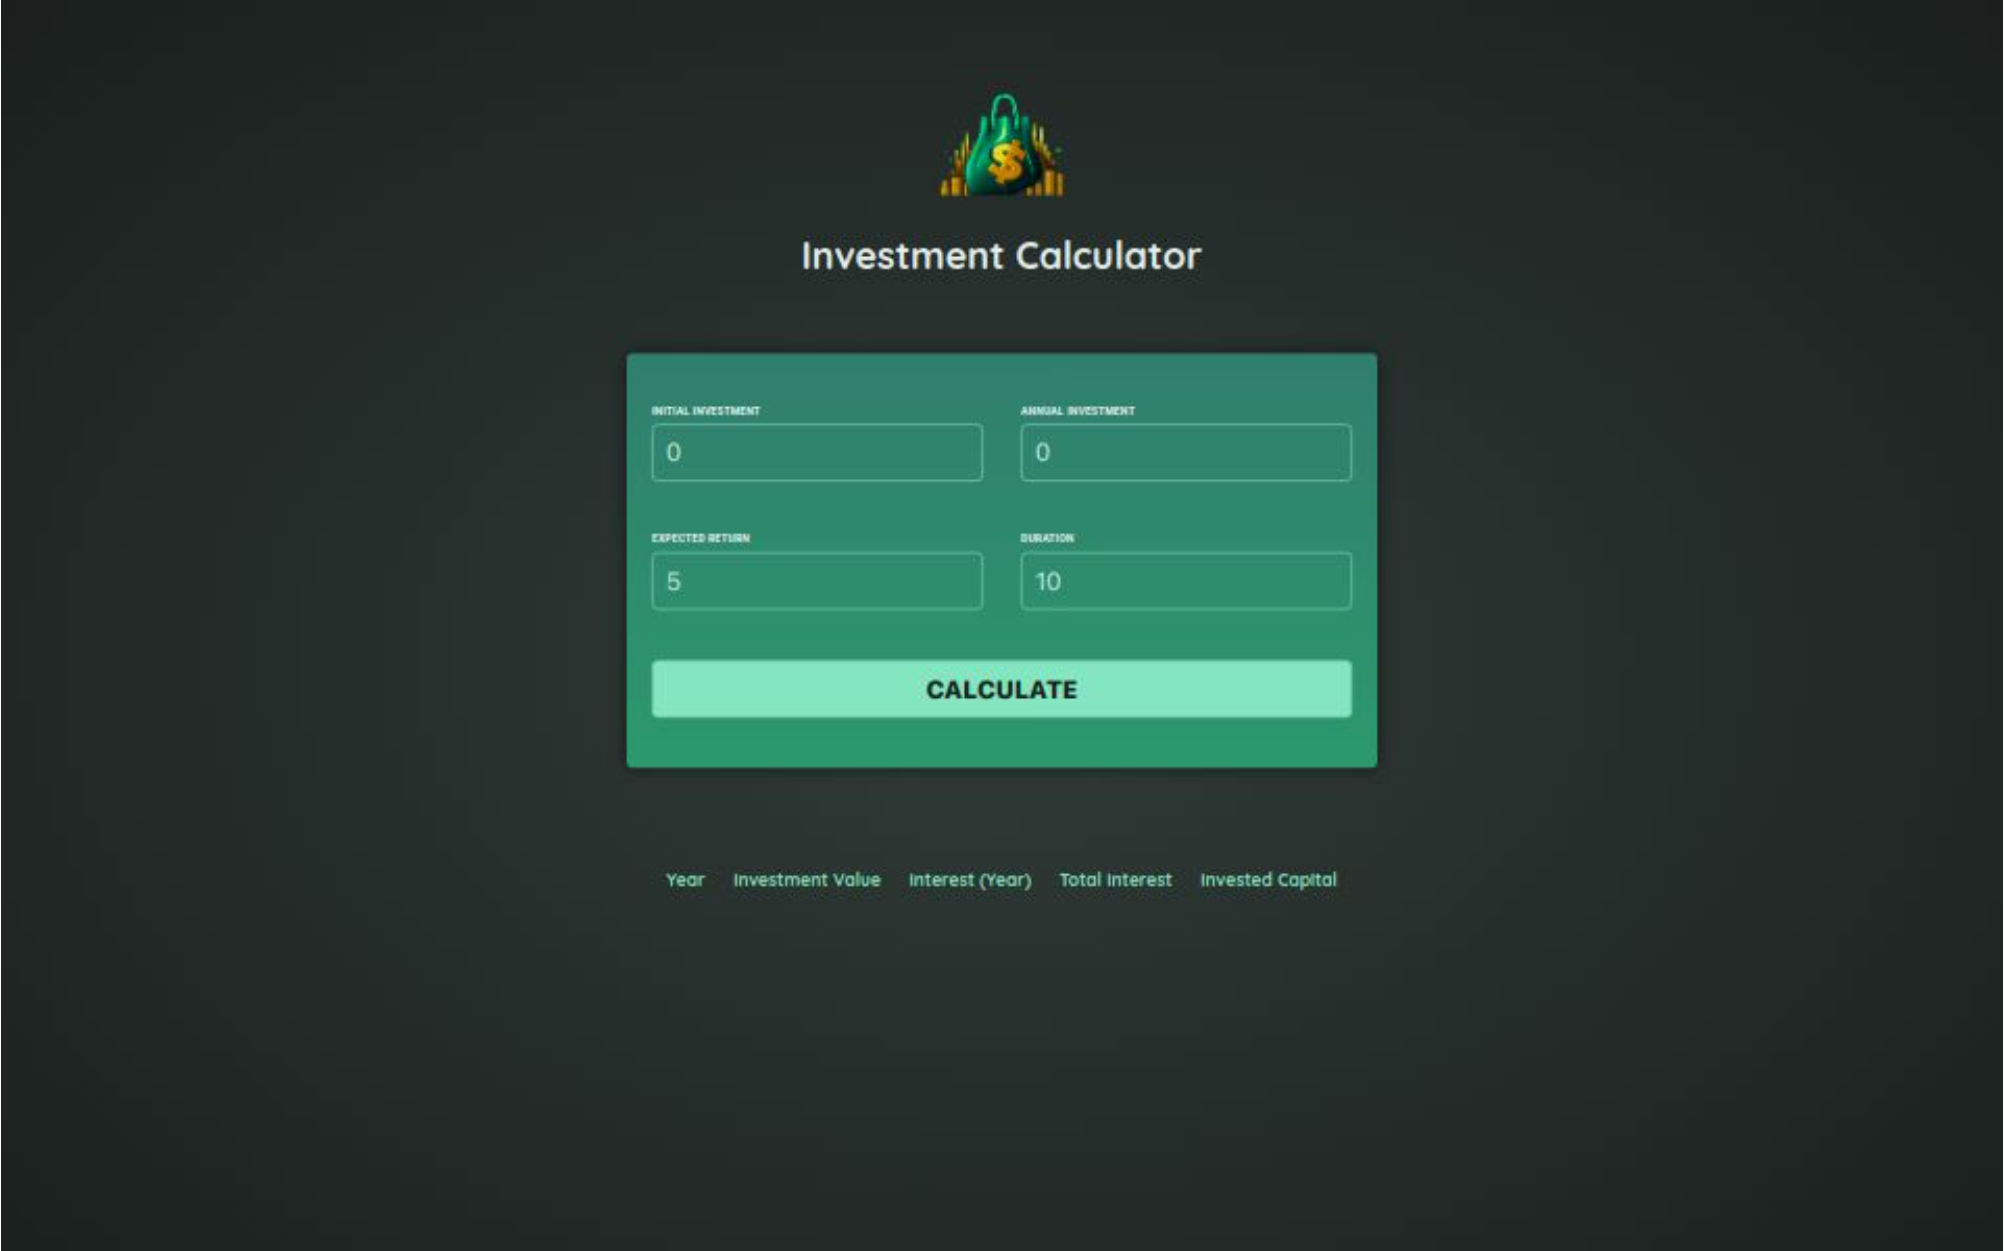 $
Investment Calculator
INITIAL INVESTMENT ANNUAL INVESTMENT
0 0
EXPECTED RETURN DURATION
5 10
CALCULATE
Year Investment Value Interest (Year) Total Interest Invested Capital